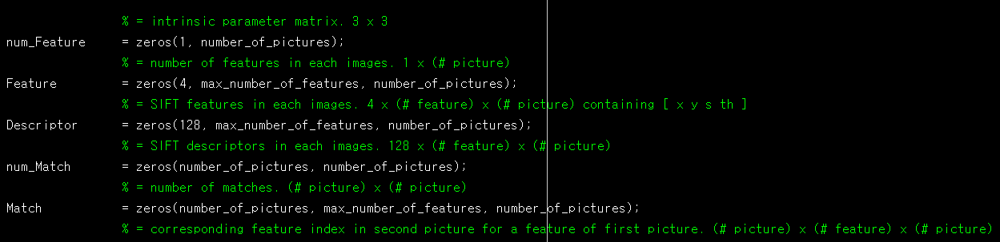 % = intrinsic parameter matrix. 3 x 3
num_Feature = zeros(1, number_of_pictures);
% = number of features in each images. 1 x (# picture)
Feature = zeros(4, max_number_of_features, number_of_pictures);
% = SIFT features in each images. 4 x (# feature) x (# picture) containing [ x y s th ]
Descriptor = zeros(128, max_number_of_features, number_of_pictures);
% = SIFT descriptors in each images. 128 x (# feature) x (# picture)
num_Match = zeros(number_of_pictures, number_of_pictures);
% = number of matches. (# picture) x (# picture)
Match = zeros(number_of_pictures, max_number_of_features, number_of_pictures);
% = corresponding feature index in second picture for a feature of first picture. (# picture) x (# feature) x (# picture)